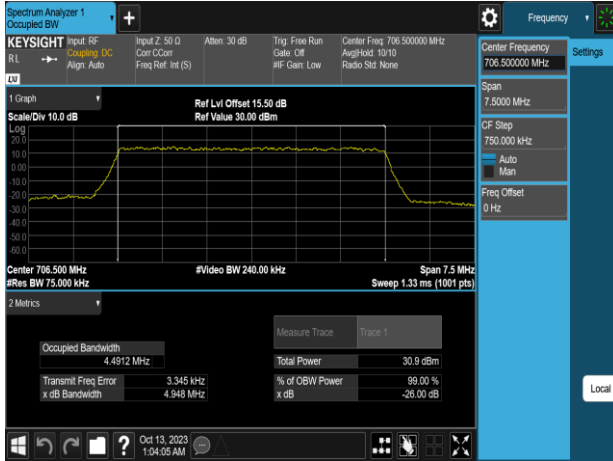 Spectrum Analyzer 1
Occupied BW
+
Frequency
KEYSIGHT
RL
Input: RF
Coupling: DC
Align: Auto
Input Z: 50 Ω
Corr CCorr
Freq Ref: Int (S)
Atten: 30 dB
Trig: Free Run
Gate: Off
#IF Gain: Low
Center Freq: 706.500000 MHz
Avg|Hold: 10/10
Radio Std: None
LXI
Center Frequency
706.500000 MHz
Settings
Span
7.5000 MHz
CF Step
750.000 kHz
Auto
Man
Freq Offset
0 Hz
1 Graph
Scale/Div 10.0 dB
Ref Lvl Offset 15.50 dB
Ref Value 30.00 dBm
Log
20.0
10.0
0.00
-10.0
-20.0
-30.0
-40.0
-50.0
-60.0
Center 706.500 MHz
#Res BW 75.000 kHz
#Video BW 240.00 kHz
Span 7.5 MHz
Sweep 1.33 ms (1001 pts)
2 Metrics
Measure Trace
Trace 1
Occupied Bandwidth
4.4912 MHz
Total Power
30.9 dBm
Transmit Freq Error
3.345 kHz
% of OBW Power
99.00 %
x dB Bandwidth
4.948 MHz
x dB
-26.00 dB
Local
?
Oct 13, 2023
1:04:05 AM